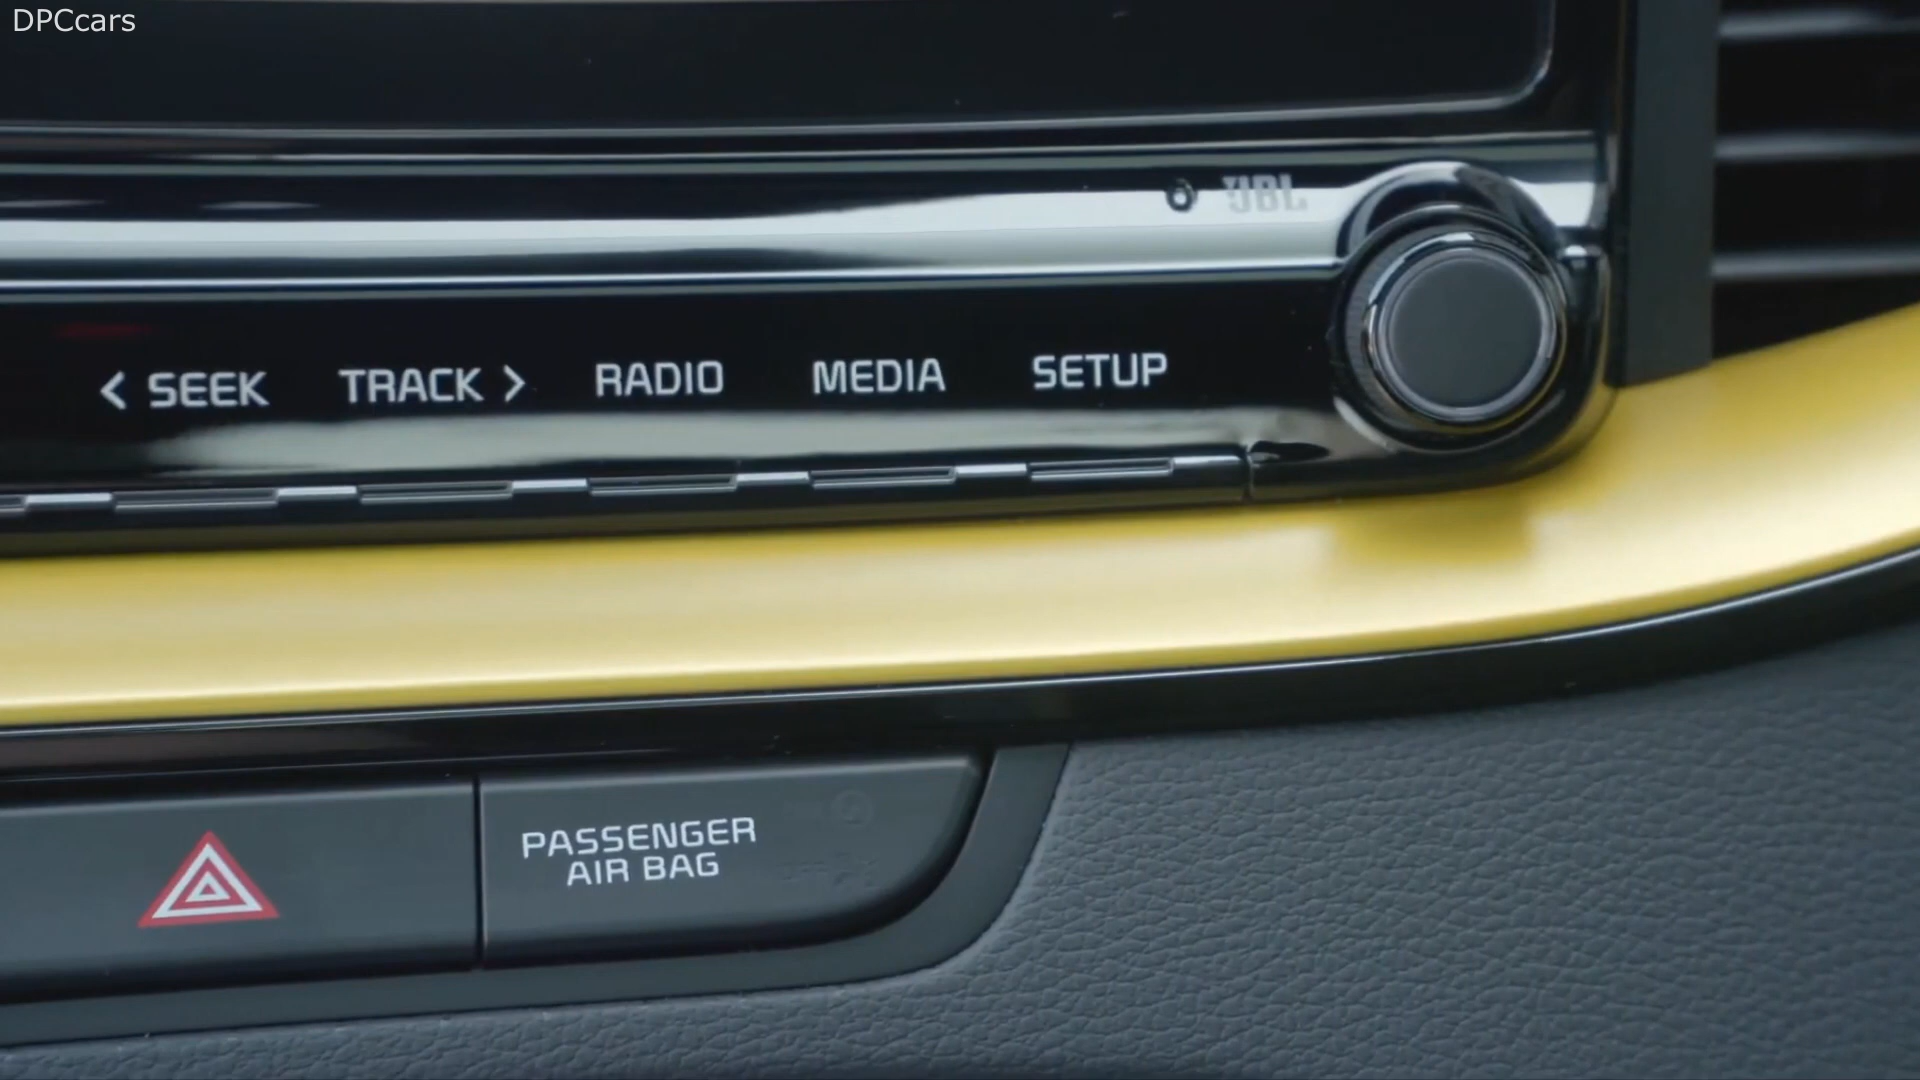 DPCcars
JBL
< SEEK TRACK > RADIO MEDIA SETUP
PASSENGER
AIR BAG